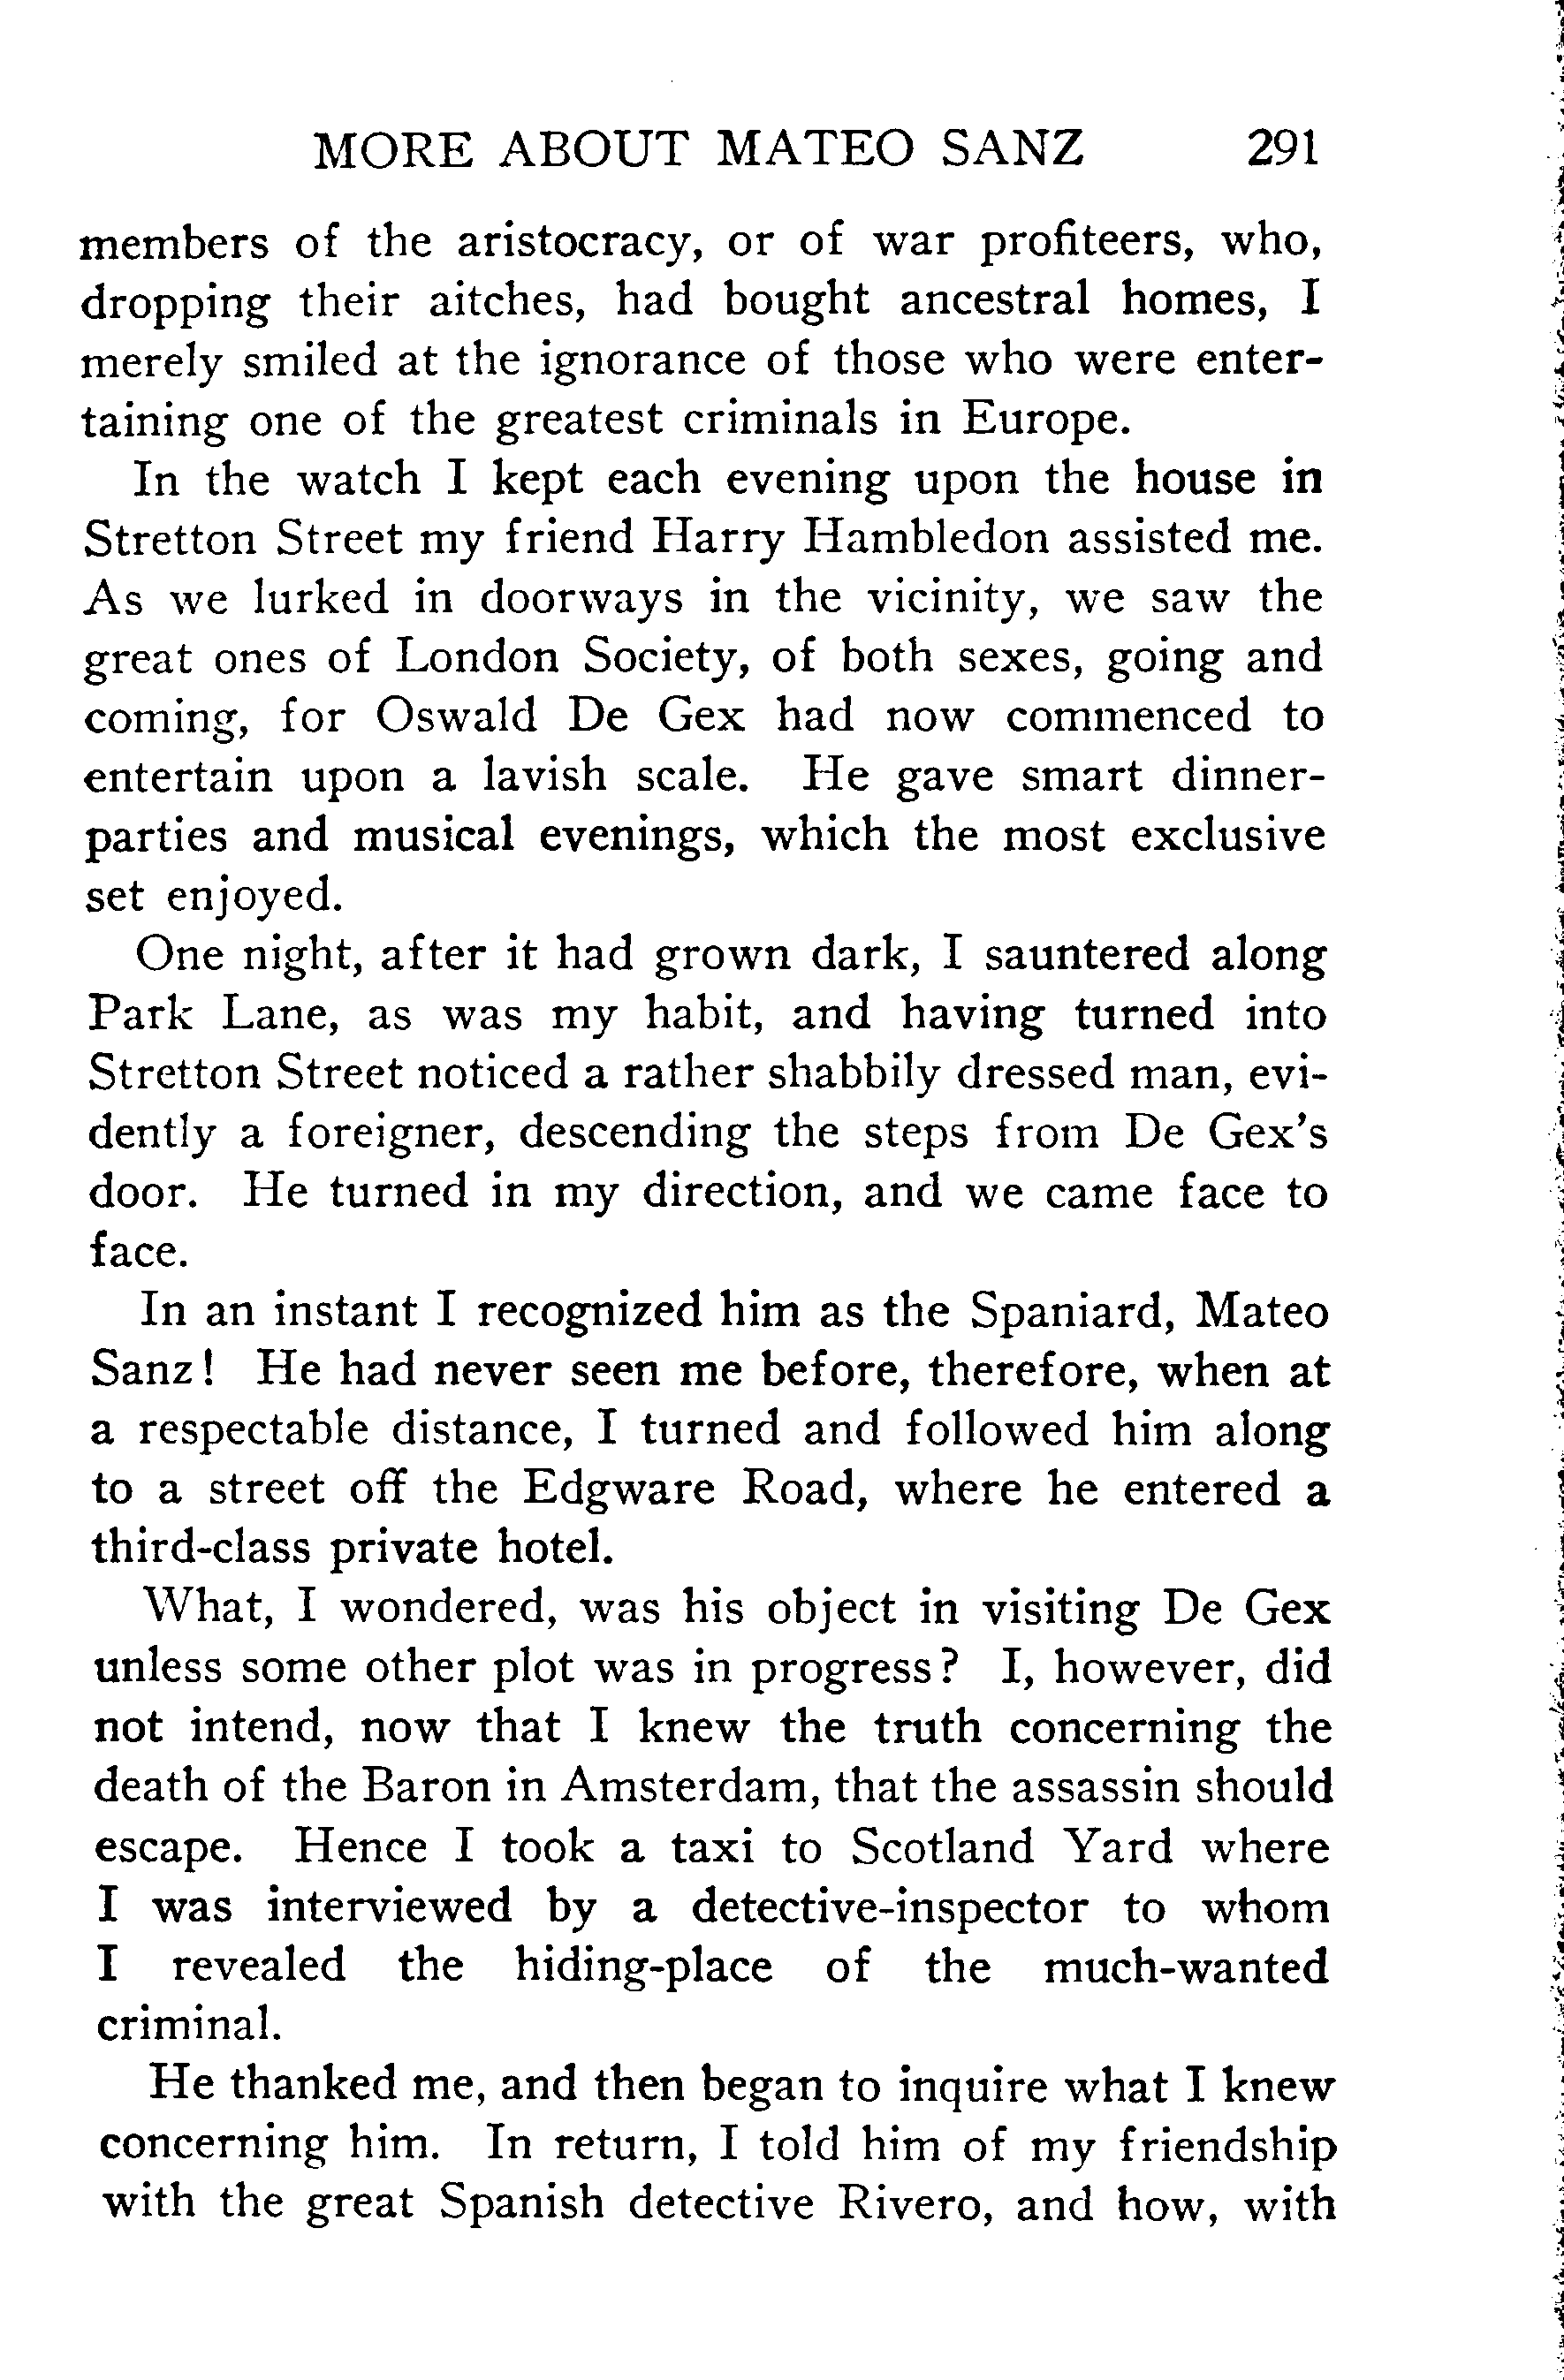 MORE ABOUT MATEO SANZ 291
members of the aristocracy, or of war profiteers, who,
dropping their aitches, had bought ancestral homes, I
merely smiled at the ignorance of those who were enter-
taining one of the greatest criminals in Europe.
In the watch I kept each evening upon the house in
Stretton Street my friend Harry Hambledon assisted me.
As we lurked in doorways in the vicinity, we saw the
great ones of London Society, of both sexes, going and
coming, for Oswald De Gex had now commenced to
entertain upon a lavish scale. He gave smart dinner-
parties and musical evenings, which the most exclusive
set enjoyed.
One night, after it had grown dark, I sauntered along
Park Lane, as was my habit, and having turned into
Stretton Street noticed a rather shabbily dressed man, evi-
dently a foreigner, descending the steps from De Gex's
door. He turned in my direction, and we came face to
face.
In an instant I recognized him as the Spaniard, Mateo
Sanz! He had never seen me before, therefore, when at
a respectable distance, I turned and followed him along
to a street off the Edgware Road, where he entered a
third-class private hotel.
What, I wondered, was his object in visiting De Gex
unless some other plot was in progress? I, however, did
not intend, now that I knew the truth concerning the
death of the Baron in Amsterdam, that the assassin should
escape. Hence I took a taxi to Scotland Yard where
I was interviewed by a detective-inspector to whom
I revealed the hiding-place of the much-wanted
criminal.
He thanked me, and then began to inquire what I knew
concerning him. In return, I told him of my friendship
with the great Spanish detective Rivero, and how, with